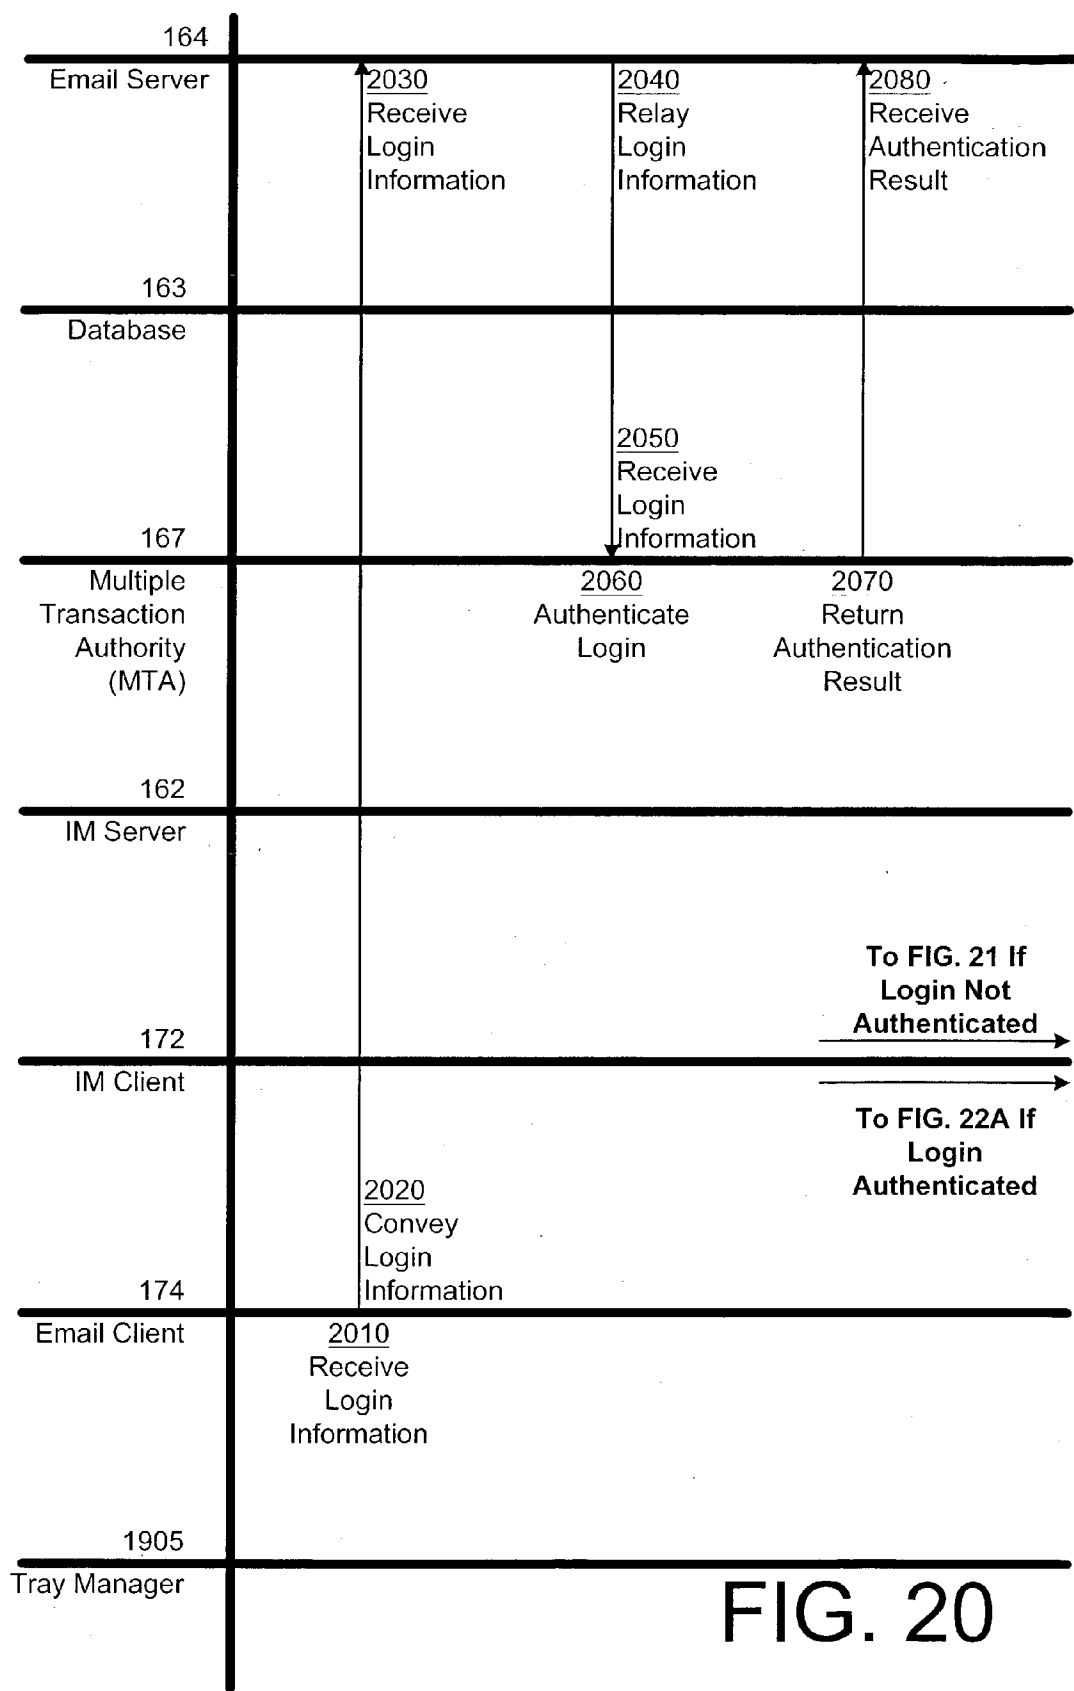 164
Email Server
2030
Receive
Login
Information
2040
Relay
Login
Information
2080
Receive
Authentication
Result
163
Database
2050
Receive
Login
Information
167
Multiple
Transaction
Authority
(MTA)
2060
Authenticate
Login
2070
Return
Authentication
Result
162
IM Server
To FIG. 21 If
Login Not
Authenticated
172
IM Client
To FIG. 22A If
Login
Authenticated
2020
Convey
Login
Information
174
Email Client
2010
Receive
Login
Information
1905
Tray Manager
FIG. 20